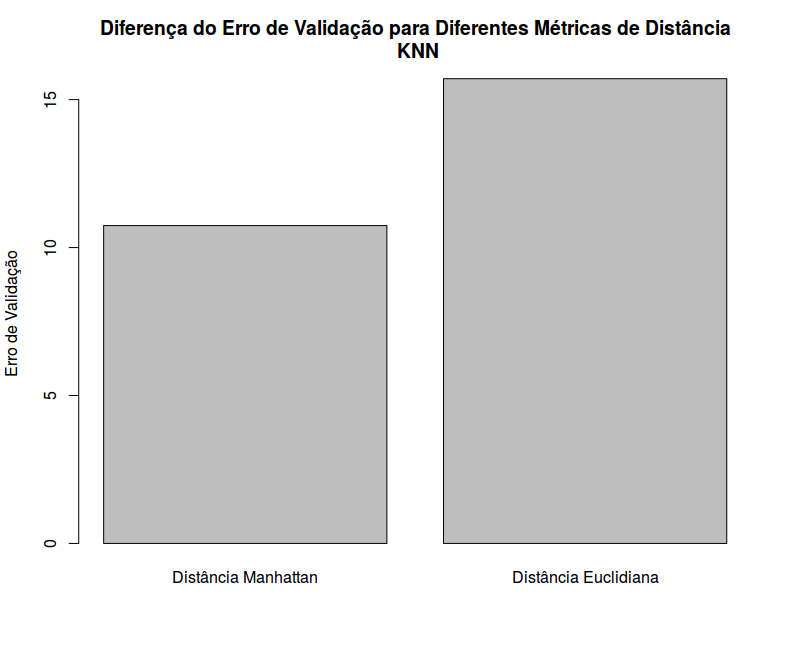 Diferença do Erro de Validação para Diferentes Métricas de Distância
KNN
Erro de Validação
15
10
5
0
Distância Manhattan
Distância Euclidiana